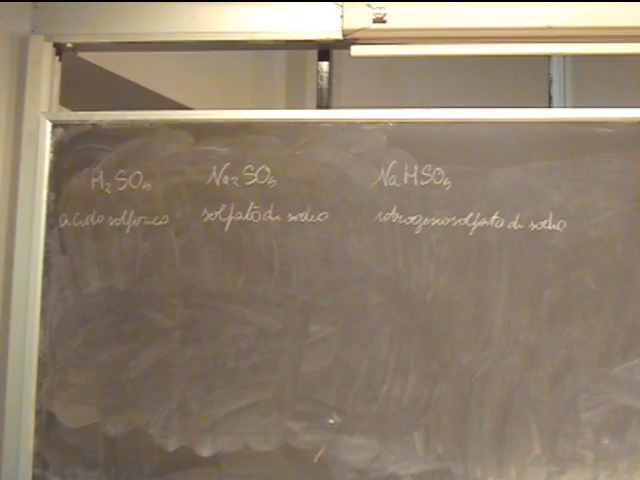 H₂SO₄ Na₂SO₄ NaHSO₄
acido solforico solfato di sodio idrogenosolfato di sodio